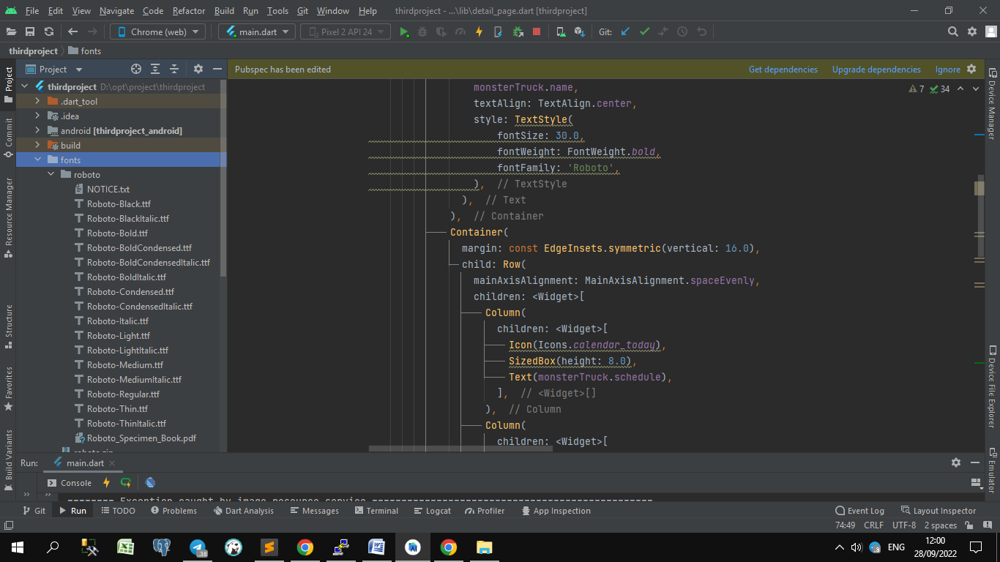 File Edit View Navigate Code Refactor Build Run Tools Git Window Help thirdproject - ...\lib\detail_page.dart [thirdproject]
Chrome (web) main.dart Pixel 2 API 24 Git:
thirdproject fonts
Project
Pubspec has been edited Get dependencies Upgrade dependencies Ignore
thirdproject D:\opt\project\thirdproject
.dart_tool
.idea
android [thirdproject_android]
build
fonts
roboto
NOTICE.txt
Roboto-Black.ttf
Roboto-BlackItalic.ttf
Roboto-Bold.ttf
Roboto-BoldCondensed.ttf
Roboto-BoldCondensedItalic.ttf
Roboto-BoldItalic.ttf
Roboto-Condensed.ttf
Roboto-CondensedItalic.ttf
Roboto-Italic.ttf
Roboto-Light.ttf
Roboto-LightItalic.ttf
Roboto-Medium.ttf
Roboto-MediumItalic.ttf
Roboto-Regular.ttf
Roboto-Thin.ttf
Roboto-ThinItalic.ttf
Roboto_Specimen_Book.pdf
7 34
monsterTruck.name,
textAlign: TextAlign.center,
style: TextStyle(
fontSize: 30.0,
fontWeight: FontWeight.bold,
fontFamily: 'Roboto',
), // TextStyle
), // Text
), // Container
Container(
margin: const EdgeInsets.symmetric(vertical: 16.0),
child: Row(
mainAxisAlignment: MainAxisAlignment.spaceEvenly,
children: <Widget>[
Column(
children: <Widget>[
Icon(Icons.calendar_today),
SizedBox(height: 8.0),
Text(monsterTruck.schedule),
], // <Widget>[]
), // Column
Column(
children: <Widget>[
Project
Commit
Resource Manager
Structure
Favorites
Build Variants
Device Manager
Device File Explorer
Emulator
Run: main.dart
Console
Exception caught by image resource service
Git Run TODO Problems Dart Analysis Messages Terminal Logcat Profiler App Inspection Event Log Layout Inspector
74:49 CRLF UTF-8 2 spaces
ENG 12:00
28/09/2022